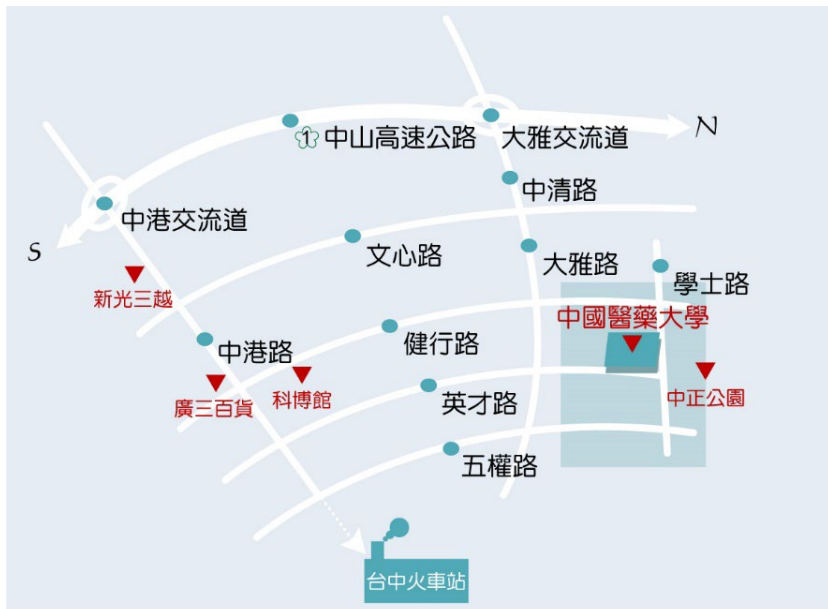 N
1 中山高速公路
大雅交流道
中清路
中港交流道
S
文心路
大雅路
學士路
新光三越
中國醫藥大學
中港路
健行路
廣三百貨
科博館
英才路
中正公園
五權路
台中火車站